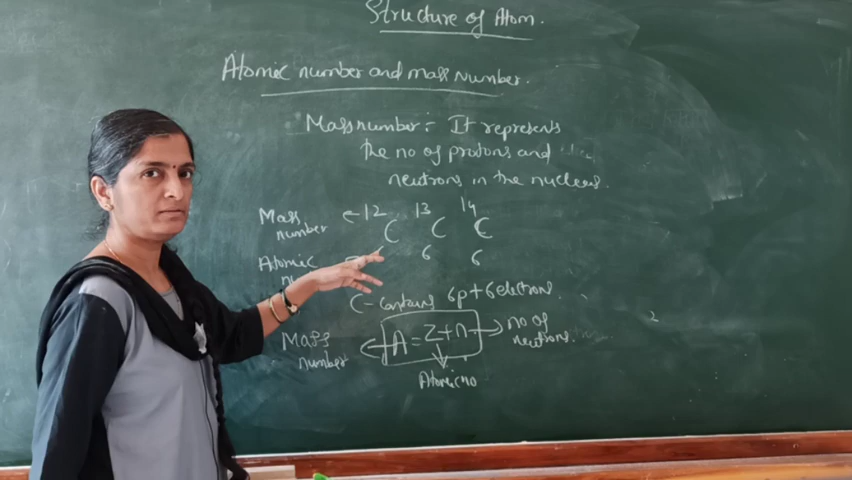 Structure of Atom.
Atomic number and mass Number.
Mass number :- It represents
the no of protons and
neutrons in the nucleus.
Mass number ← 12 13 14
C C C
Atomic 6 6
C - contains 6p + 6 electrons.
Mass number ← A = Z + n → no of neutrons.
Atomic no